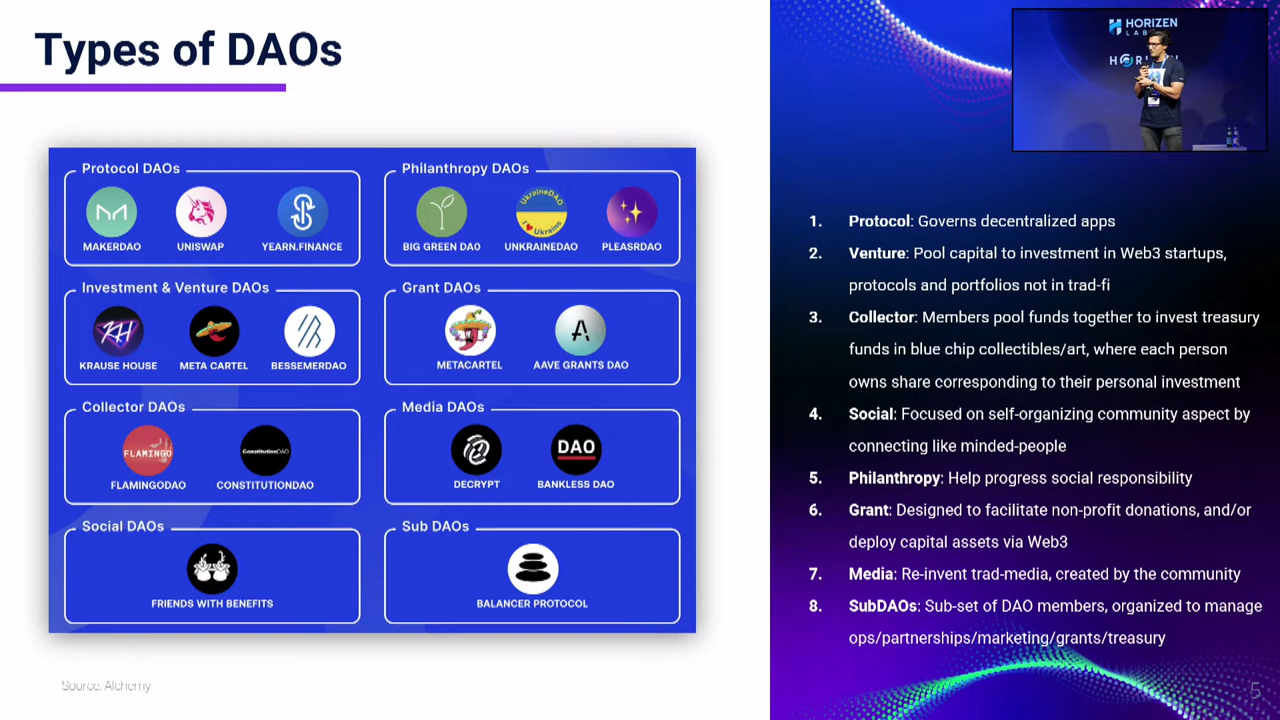 Types of DAOs
Protocol DAOs
MAKERDAO
UNISWAP
YEARN.FINANCE
Philanthropy DAOs
UkraineDAO
I ❤ Ukraine
BIG GREEN DAO
UNKRAINEDAO
PLEASRDAO
Investment & Venture DAOs
KH
KRAUSE HOUSE
META CARTEL
BESSEMERDAO
Grant DAOs
METACARTEL
AAVE GRANTS DAO
Collector DAOs
FLAMINGO
ConstitutionDAO
FLAMINGODAO
CONSTITUTIONDAO
Media DAOs
DAO
DECRYPT
BANKLESS DAO
Social DAOs
FRIENDS WITH BENEFITS
Sub DAOs
BALANCER PROTOCOL
Source: Alchemy
HORIZEN
1. Protocol: Governs decentralized apps
2. Venture: Pool capital to investment in Web3 startups,
protocols and portfolios not in trad-fi
3. Collector: Members pool funds together to invest treasury
funds in blue chip collectibles/art, where each person
owns share corresponding to their personal investment
4. Social: Focused on self-organizing community aspect by
connecting like minded-people
5. Philanthropy: Help progress social responsibility
6. Grant: Designed to facilitate non-profit donations, and/or
deploy capital assets via Web3
7. Media: Re-invent trad-media, created by the community
8. SubDAOs: Sub-set of DAO members, organized to manage
ops/partnerships/marketing/grants/treasury
5